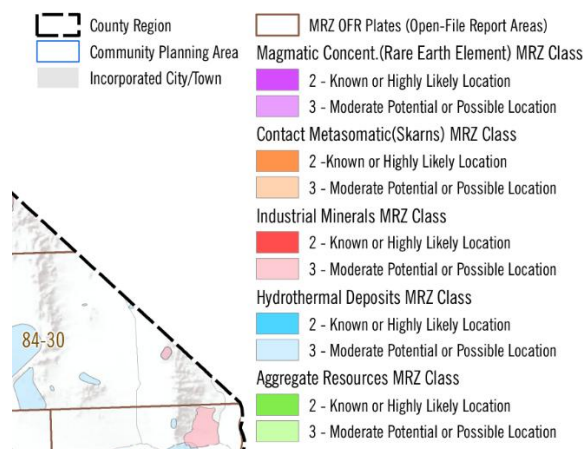 County Region
Community Planning Area
Incorporated City/Town
MRZ OFR Plates (Open-File Report Areas)
Magmatic Concent.(Rare Earth Element) MRZ Class
2 - Known or Highly Likely Location
3 - Moderate Potential or Possible Location
Contact Metasomatic(Skarns) MRZ Class
2 -Known or Highly Likely Location
3 - Moderate Potential or Possible Location
Industrial Minerals MRZ Class
2 - Known or Highly Likely Location
3 - Moderate Potential or Possible Location
Hydrothermal Deposits MRZ Class
2 - Known or Highly Likely Location
3 - Moderate Potential or Possible Location
Aggregate Resources MRZ Class
2 - Known or Highly Likely Location
3 - Moderate Potential or Possible Location
84-30